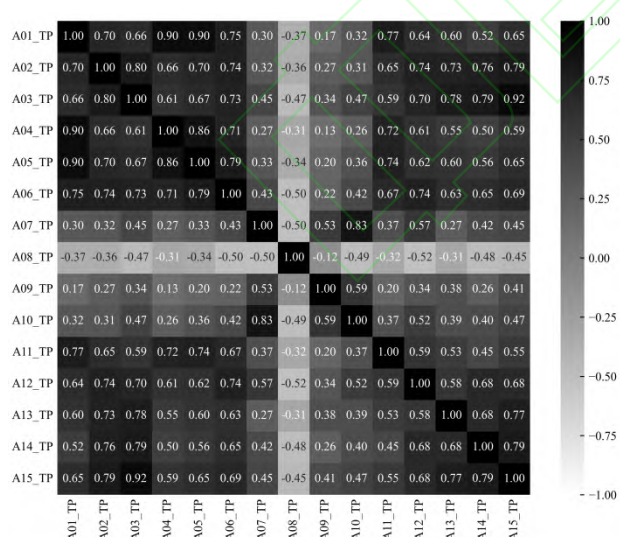 A01_TP 1.00 0.70 0.66 0.90 0.90 0.75 0.30 -0.37 0.17 0.32 0.77 0.64 0.60 0.52 0.65
A02_TP 0.70 1.00 0.80 0.66 0.70 0.74 0.32 -0.36 0.27 0.31 0.65 0.74 0.73 0.76 0.79
A03_TP 0.66 0.80 1.00 0.61 0.67 0.73 0.45 -0.47 0.34 0.47 0.59 0.70 0.78 0.79 0.92
A04_TP 0.90 0.66 0.61 1.00 0.86 0.71 0.27 -0.31 0.13 0.26 0.72 0.61 0.55 0.50 0.59
A05_TP 0.90 0.70 0.67 0.86 1.00 0.79 0.33 -0.34 0.20 0.36 0.74 0.62 0.60 0.56 0.65
A06_TP 0.75 0.74 0.73 0.71 0.79 1.00 0.43 -0.50 0.22 0.42 0.67 0.74 0.63 0.65 0.69
A07_TP 0.30 0.32 0.45 0.27 0.33 0.43 1.00 -0.50 0.53 0.83 0.37 0.57 0.27 0.42 0.45
A08_TP -0.37 -0.36 -0.47 -0.31 -0.34 -0.50 -0.50 1.00 -0.12 -0.49 -0.32 -0.52 -0.31 -0.48 -0.45
A09_TP 0.17 0.27 0.34 0.13 0.20 0.22 0.53 -0.12 1.00 0.59 0.20 0.34 0.38 0.26 0.41
A10_TP 0.32 0.31 0.47 0.26 0.36 0.42 0.83 -0.49 0.59 1.00 0.37 0.52 0.39 0.40 0.47
A11_TP 0.77 0.65 0.59 0.72 0.74 0.67 0.37 -0.32 0.20 0.37 1.00 0.59 0.53 0.45 0.55
A12_TP 0.64 0.74 0.70 0.61 0.62 0.74 0.57 -0.52 0.34 0.52 0.59 1.00 0.58 0.68 0.68
A13_TP 0.60 0.73 0.78 0.55 0.60 0.63 0.27 -0.31 0.38 0.39 0.53 0.58 1.00 0.68 0.77
A14_TP 0.52 0.76 0.79 0.50 0.56 0.65 0.42 -0.48 0.26 0.40 0.45 0.68 0.68 1.00 0.79
A15_TP 0.65 0.79 0.92 0.59 0.65 0.69 0.45 -0.45 0.41 0.47 0.55 0.68 0.77 0.79 1.00
A01_TP A02_TP A03_TP A04_TP A05_TP A06_TP A07_TP A08_TP A09_TP A10_TP A11_TP A12_TP A13_TP A14_TP A15_TP
1.00
0.75
0.50
0.25
0.00
-0.25
-0.50
-0.75
-1.00